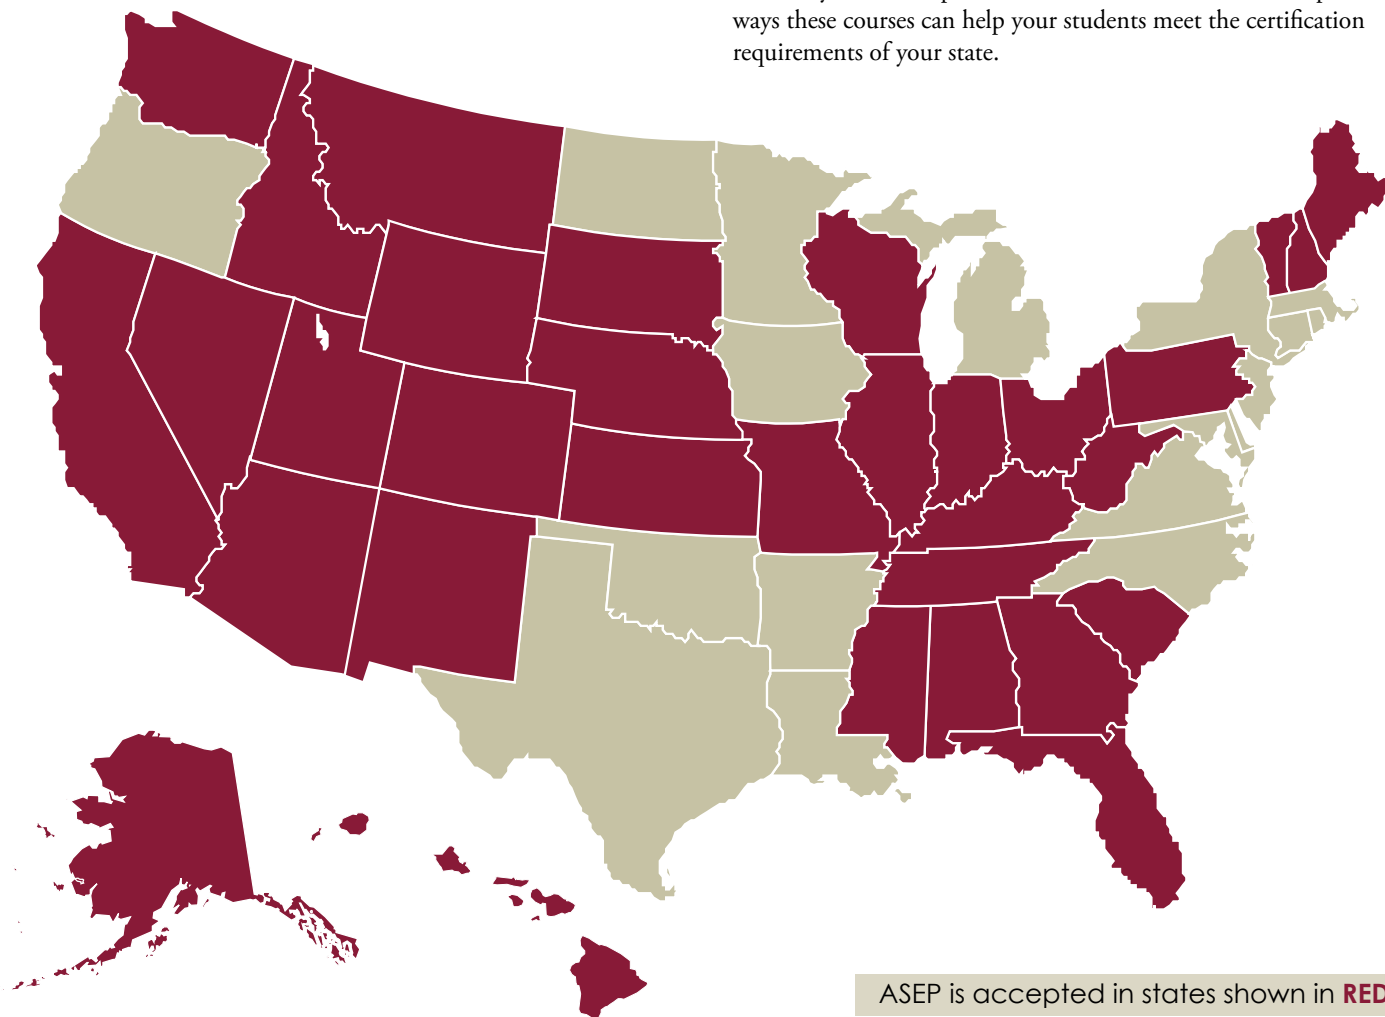 ways these courses can help your students meet the certification
requirements of your state.
ASEP is accepted in states shown in RED